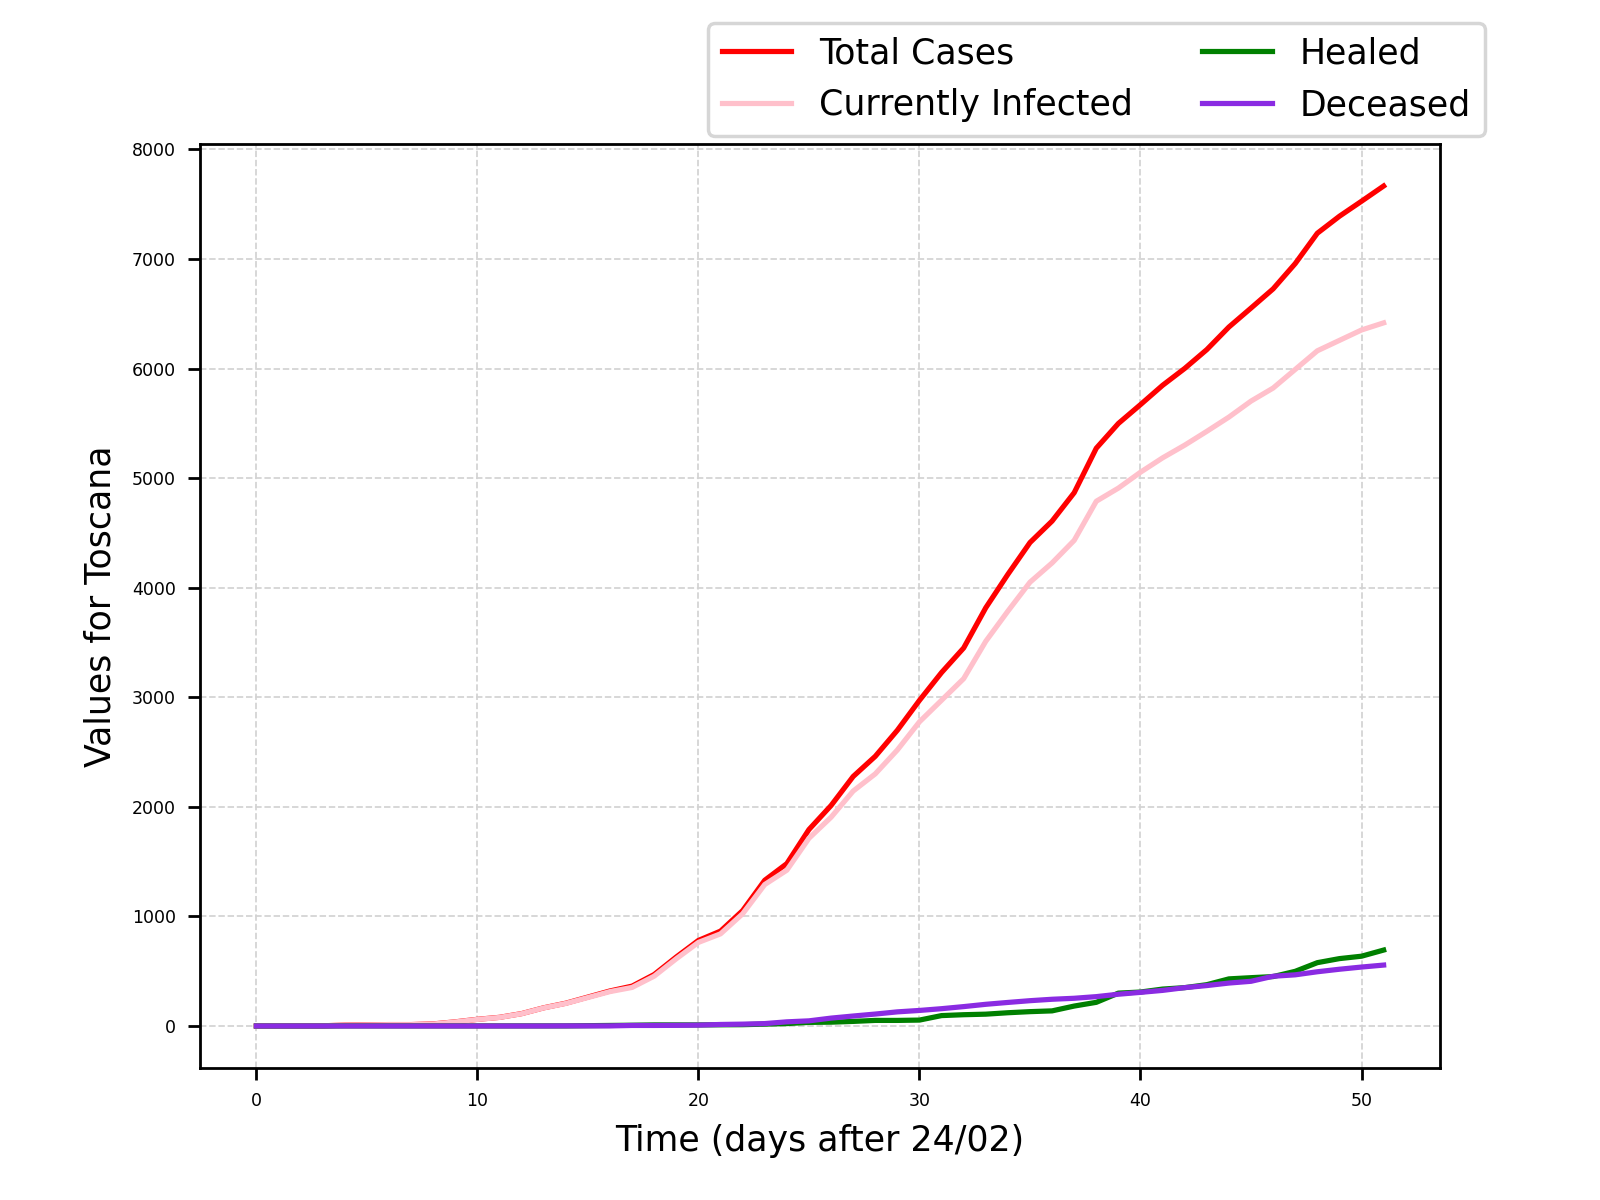 Total Cases
Currently Infected
Healed
Deceased
8000
7000
6000
5000
4000
3000
2000
1000
0
Values for Toscana
0 10 20 30 40 50
Time (days after 24/02)